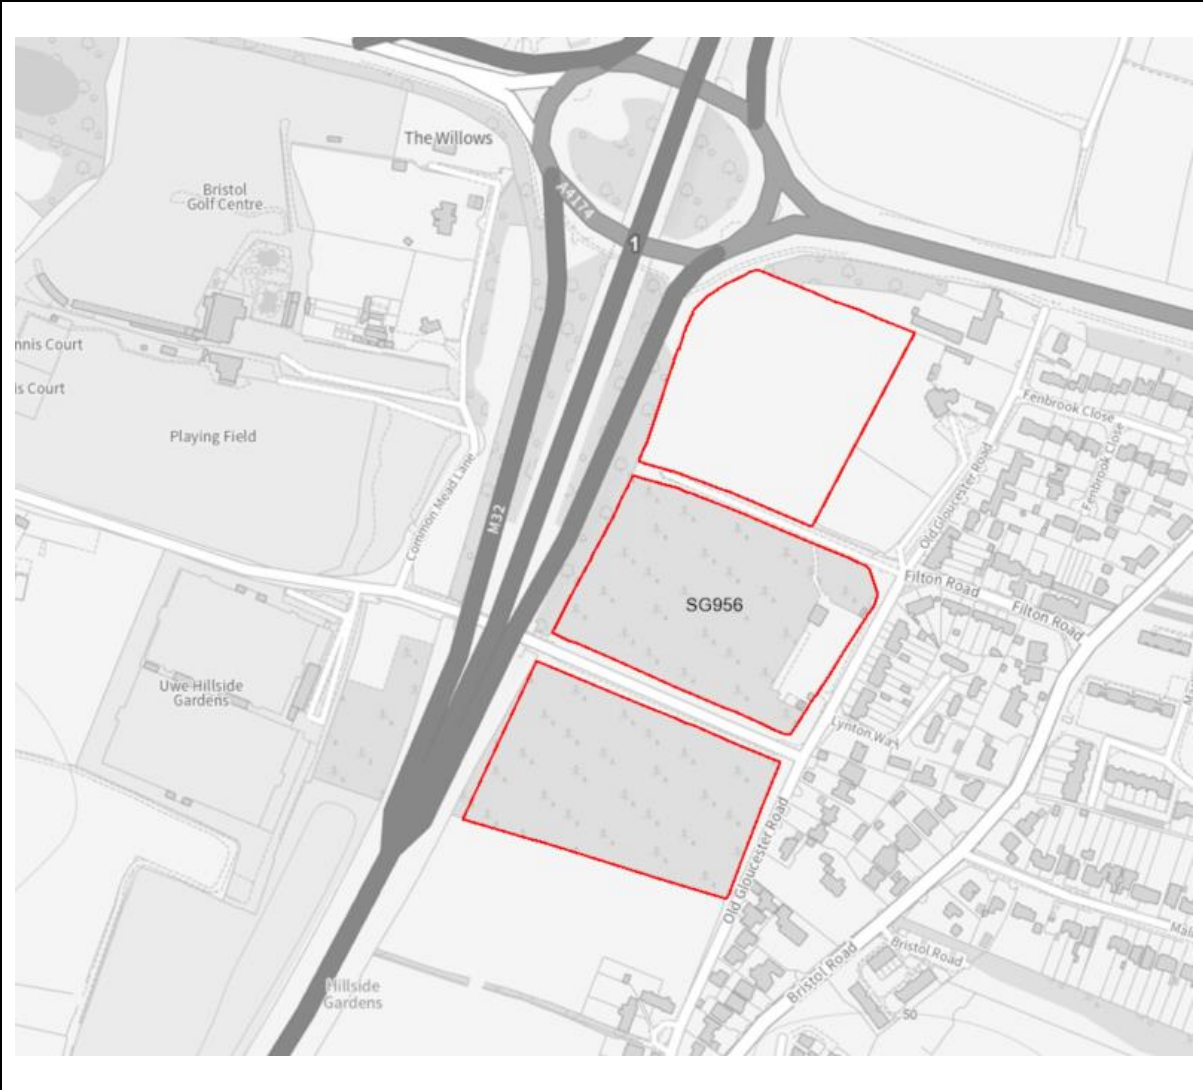 The Willows
Bristol
Golf Centre
A4174
1
nnis Court
is Court
Playing Field
Common Mead Lane
M32
Fenbrook Close
Fenbrook Close
Old Gloucester Road
Filton Road
Filton Road
SG956
Uwe Hillside
Gardens
Lynton Wa
Old Gloucester Road
Mal
Bristol Road
Bristol Road
Hillside
Gardens
50